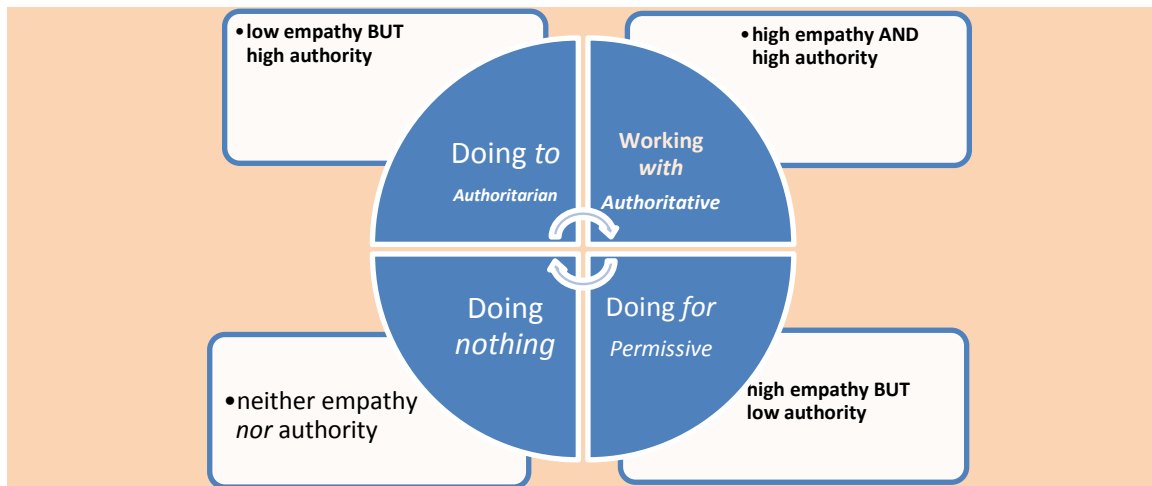 •low empathy BUT
high authority
•high empathy AND
high authority
Doing to
Authoritarian
Working
with
Authoritative
Doing
nothing
Doing for
Permissive
•neither empathy
nor authority
high empathy BUT
low authority